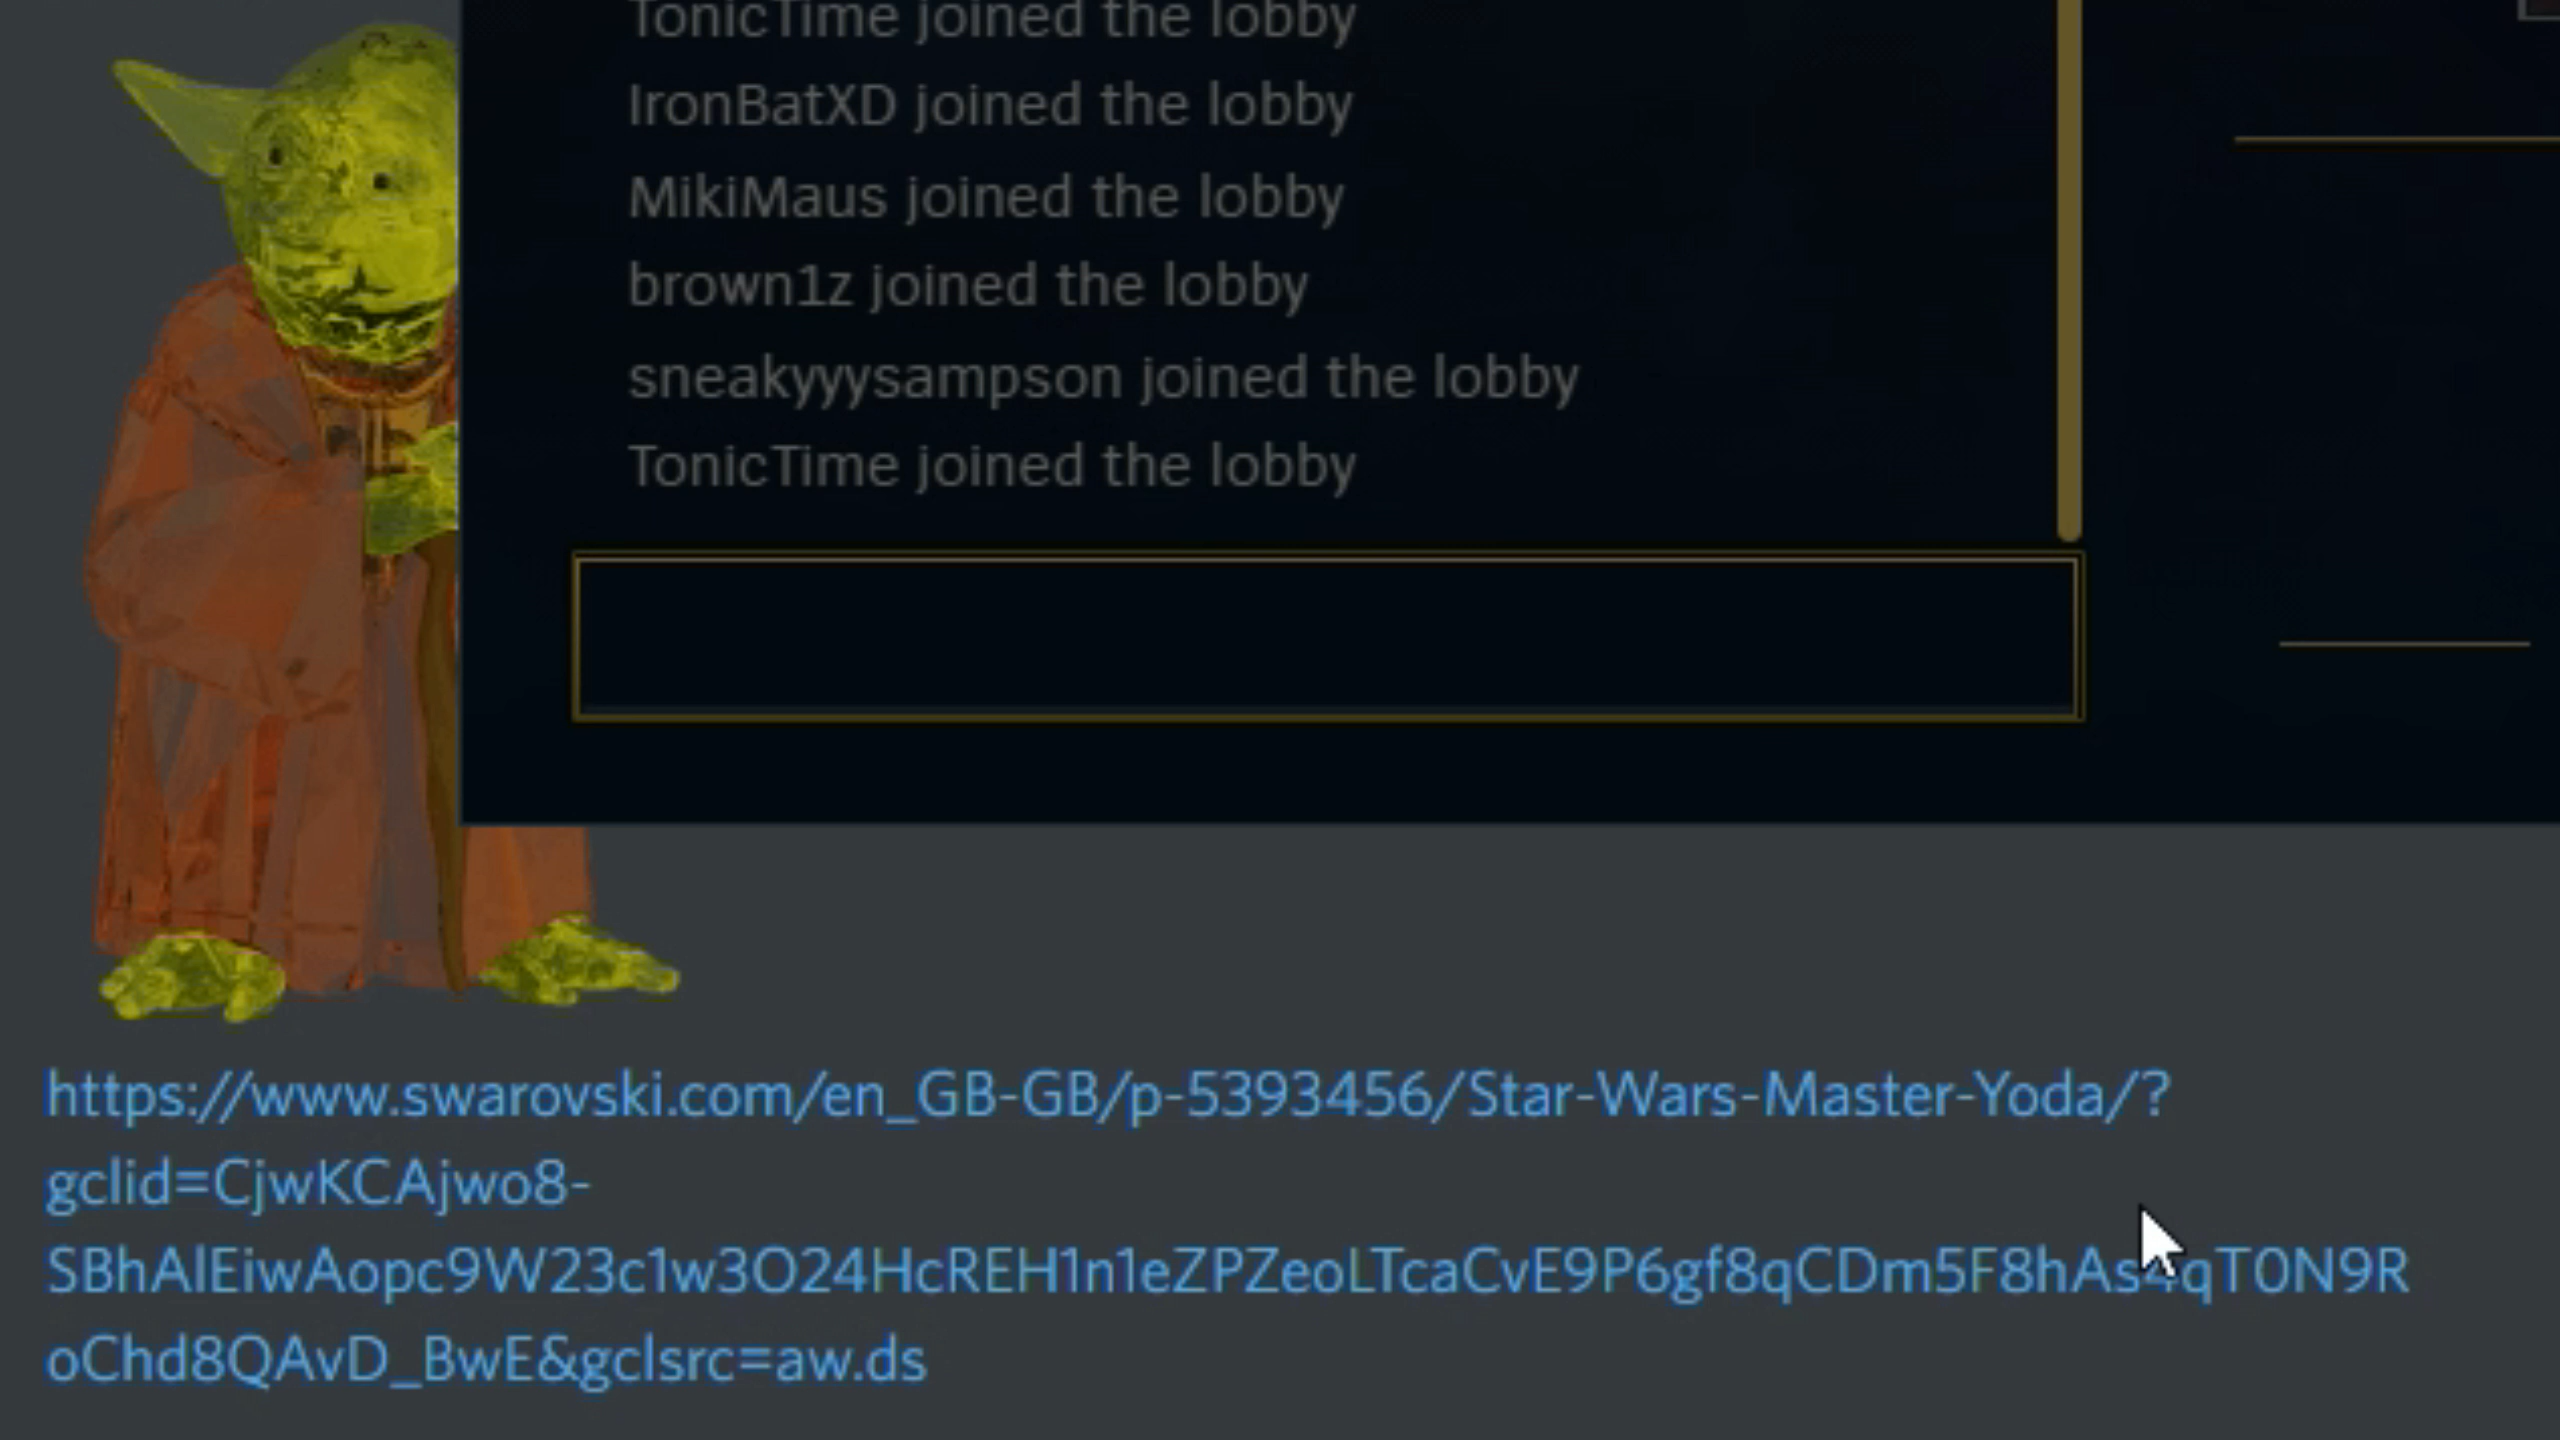 TonicTime joined the lobby
IronBatXD joined the lobby
MikiMaus joined the lobby
brown1z joined the lobby
sneakyyysampson joined the lobby
TonicTime joined the lobby
https://www.swarovski.com/en_GB-GB/p-5393456/Star-Wars-Master-Yoda/?
gclid=CjwKCAjwo8-
SBhAlEiwAopc9W23c1w3O24HcREH1n1eZPZeoLTcaCvE9P6gf8qCDm5F8hAs4qT0N9R
oChd8QAvD_BwE&gclsrc=aw.ds